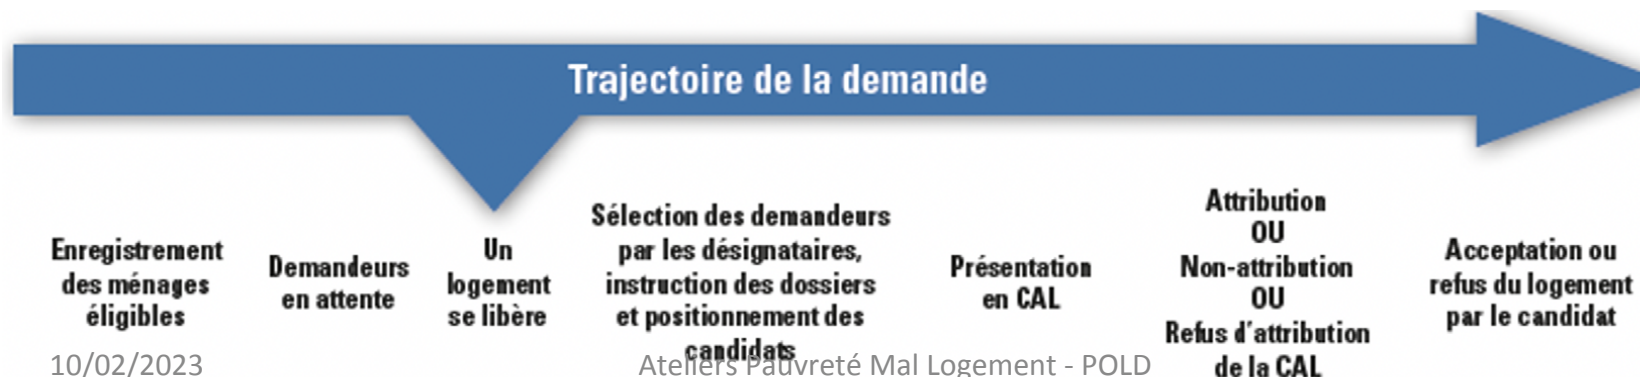 Trajectoire de la demande
Enregistrement
des ménages
éligibles
Demandeurs
en attente
Un
logement
se libère
Sélection des demandeurs
par les désignataires,
instruction des dossiers
et positionnement des
candidats
Présentation
en CAL
Attribution
OU
Non-attribution
OU
Refus d'attribution
de la CAL
Acceptation ou
refus du logement
par le candidat
10/02/2023
Ateliers Pauvreté Mal Logement - POLD